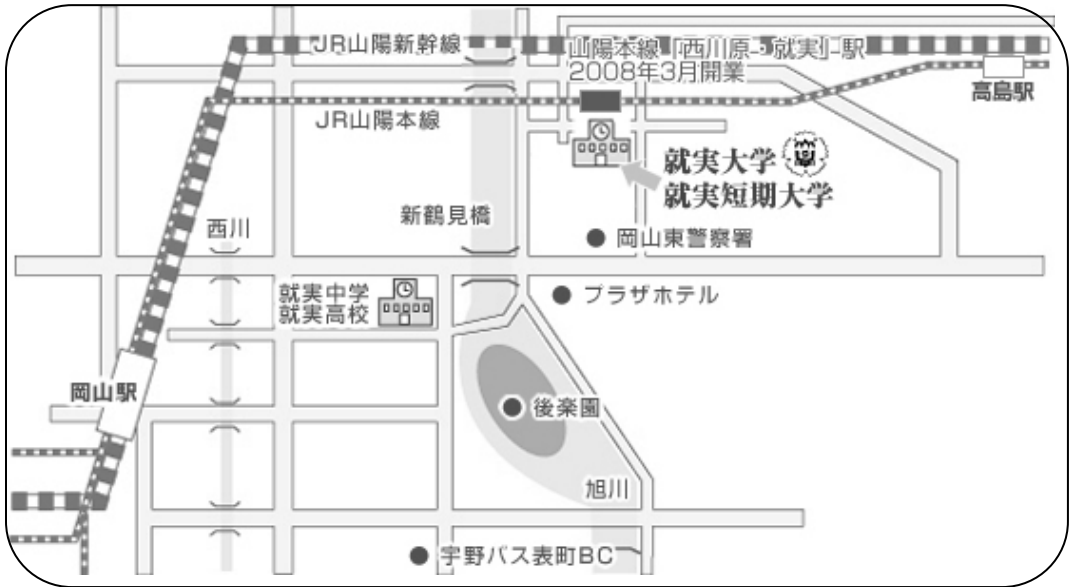 JR山陽新幹線
山陽本線「西川原・就実」駅
2008年3月開業
高島駅
JR山陽本線
就実大学
就実短期大学
新鶴見橋
西川
岡山東警察署
就実中学
就実高校
プラザホテル
岡山駅
後楽園
旭川
宇野バス表町BC